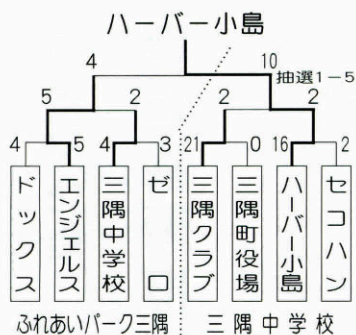 ハーバー小島
4 10
抽選1-5
5 2 2 2
4 5 4 3 21 0 16 2
ドックス
エンジェルス
三隅中学校
ゼロ
三隅クラブ
三隅町役場
ハーバー小島
セコハン
ふれあいパーク三隅 三隅中学校